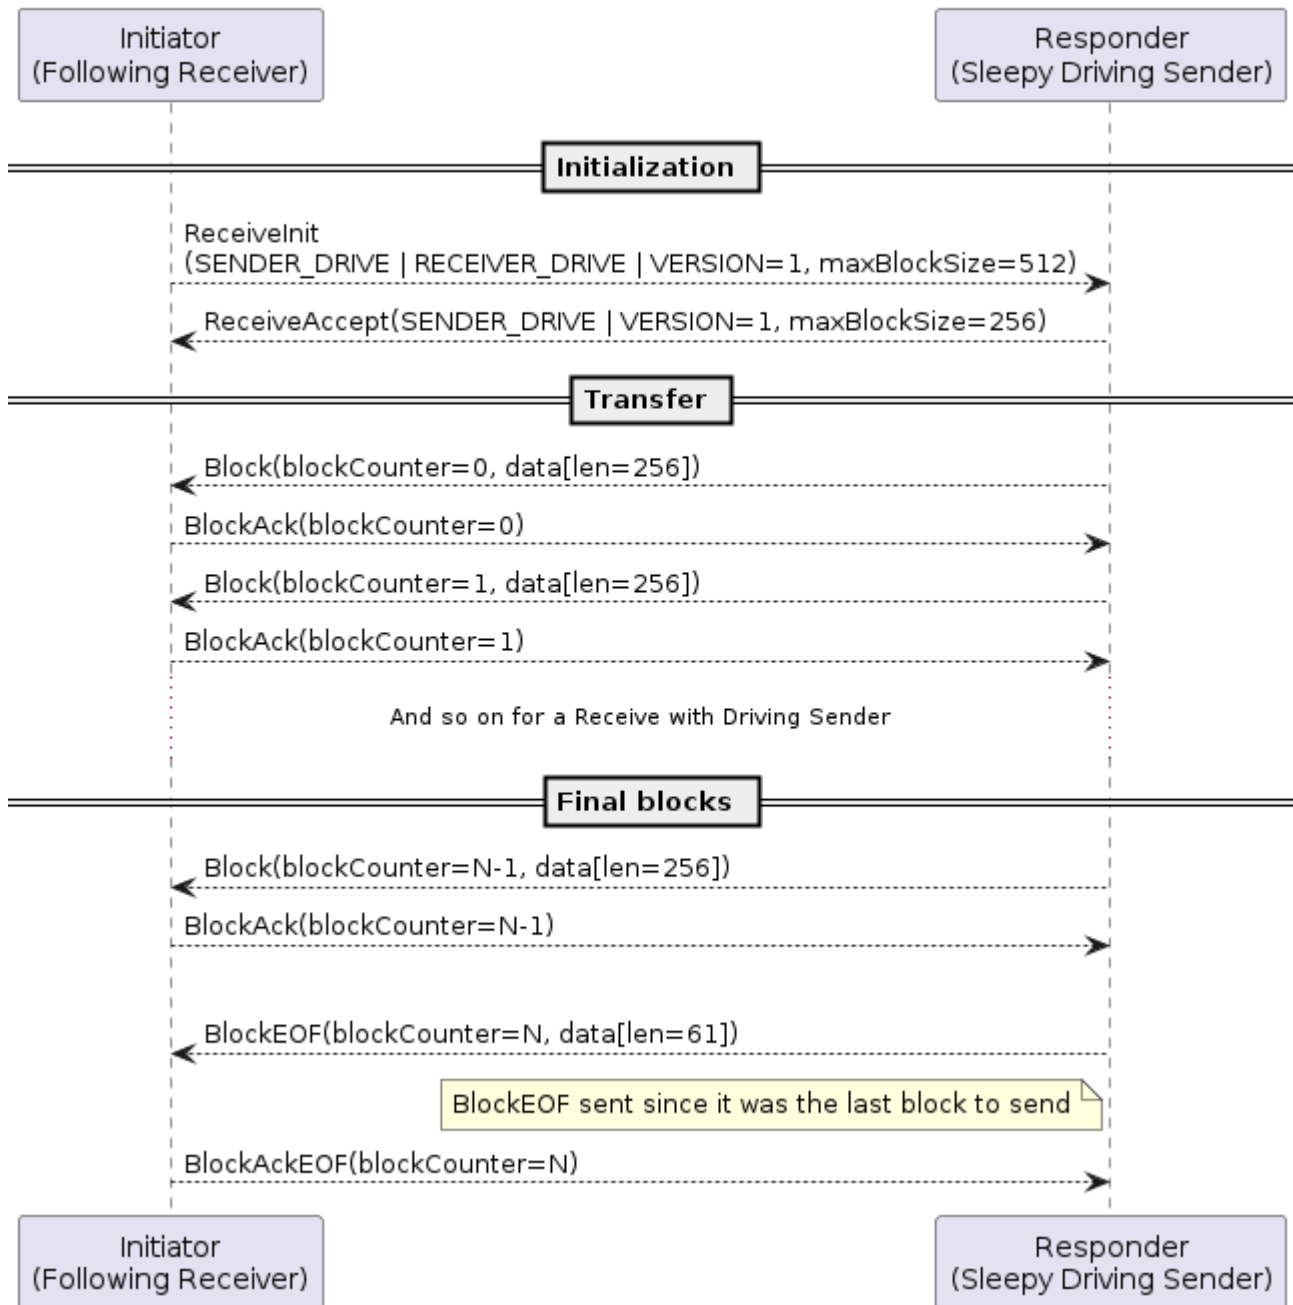 Initiator
(Following Receiver)
Responder
(Sleepy Driving Sender)
Initialization
ReceiveInit
(SENDER_DRIVE | RECEIVER_DRIVE | VERSION=1, maxBlockSize=512)
ReceiveAccept(SENDER_DRIVE | VERSION=1, maxBlockSize=256)
Transfer
Block(blockCounter=0, data[len=256])
BlockAck(blockCounter=0)
Block(blockCounter=1, data[len=256])
BlockAck(blockCounter=1)
And so on for a Receive with Driving Sender
Final blocks
Block(blockCounter=N-1, data[len=256])
BlockAck(blockCounter=N-1)
BlockEOF(blockCounter=N, data[len=61])
BlockEOF sent since it was the last block to send
BlockAckEOF(blockCounter=N)
Initiator
(Following Receiver)
Responder
(Sleepy Driving Sender)